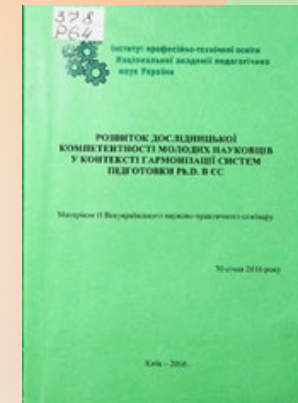 378
Р64
Інститут професійно-технічної освіти
Національної академії педагогічних
наук України
РОЗВИТОК ДОСЛІДНИЦЬКОЇ
КОМПЕТЕНТНОСТІ МОЛОДИХ НАУКОВЦІВ
У КОНТЕКСТІ ГАРМОНІЗАЦІЇ СИСТЕМ
ПІДГОТОВКИ Ph.D. В ЄС
Матеріали ІІ Всеукраїнського науково-практичного семінару
30 січня 2016 року
Київ – 2016